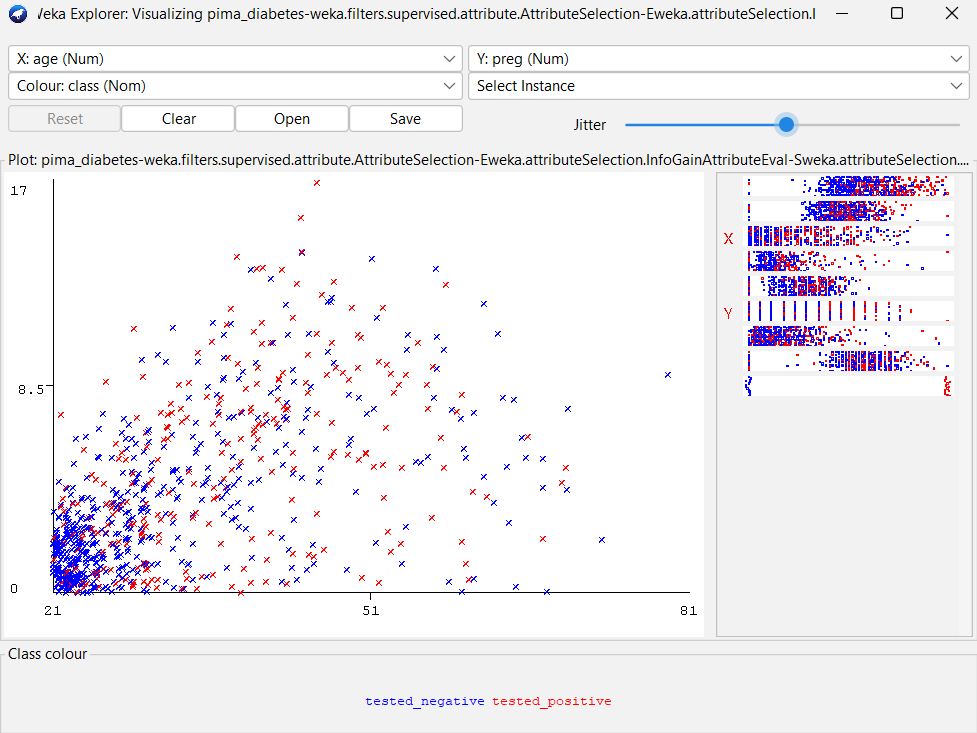 Weka Explorer: Visualizing pima_diabetes-weka.filters.supervised.attribute.AttributeSelection-Eweka.attributeSelection.I
X: age (Num)
Y: preg (Num)
Colour: class (Nom)
Select Instance
Reset
Clear
Open
Save
Jitter
Plot: pima_diabetes-weka.filters.supervised.attribute.AttributeSelection-Eweka.attributeSelection.InfoGainAttributeEval-Sweka.attributeSelection....
17
8.5
0
21
51
81
X
Y
Class colour
tested_negative tested_positive